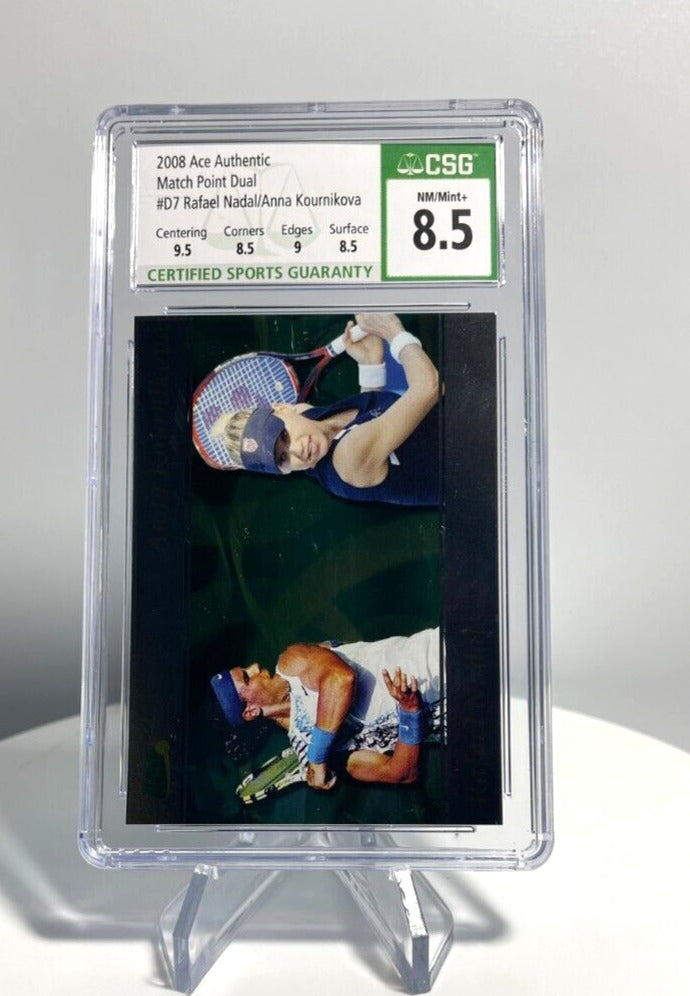 2008 Ace Authentic
Match Point Dual
#D7 Rafael Nadal/Anna Kournikova
Centering Corners Edges Surface
9.5 8.5 9 8.5
CERTIFIED SPORTS GUARANTY
CSG™
NM/Mint+
8.5